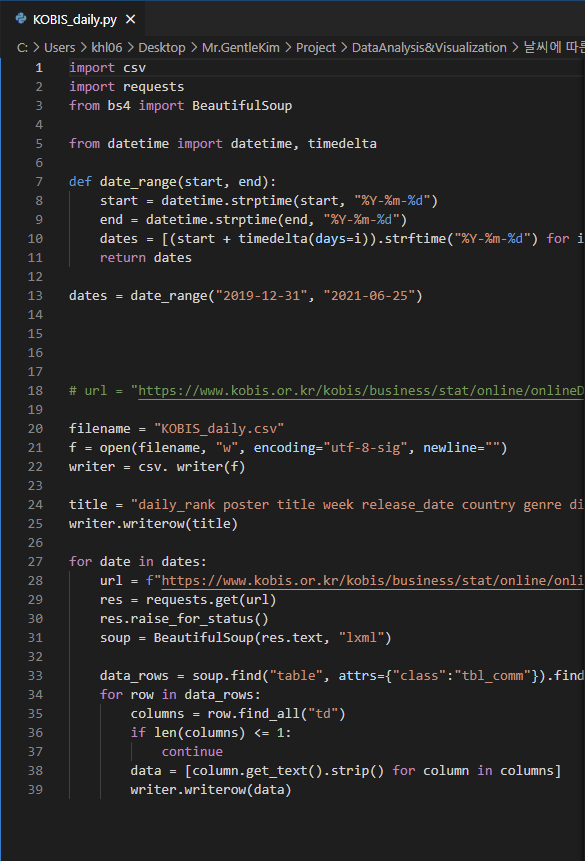 KOBIS_daily.py ×
C: > Users > khl06 > Desktop > Mr.GentleKim > Project > DataAnalysis&Visualization > 날씨에 따른
1 import csv
2 import requests
3 from bs4 import BeautifulSoup
4
5 from datetime import datetime, timedelta
6
7 def date_range(start, end):
8     start = datetime.strptime(start, "%Y-%m-%d")
9     end = datetime.strptime(end, "%Y-%m-%d")
10     dates = [(start + timedelta(days=i)).strftime("%Y-%m-%d") for i
11     return dates
12
13 dates = date_range("2019-12-31", "2021-06-25")
14
15
16
17
18 # url = "https://www.kobis.or.kr/kobis/business/stat/online/onlineD
19
20 filename = "KOBIS_daily.csv"
21 f = open(filename, "w", encoding="utf-8-sig", newline="")
22 writer = csv. writer(f)
23
24 title = "daily_rank poster title week release_date country genre di
25 writer.writerow(title)
26
27 for date in dates:
28     url = f"https://www.kobis.or.kr/kobis/business/stat/online/onli
29     res = requests.get(url)
30     res.raise_for_status()
31     soup = BeautifulSoup(res.text, "lxml")
32
33     data_rows = soup.find("table", attrs={"class":"tbl_comm"}).find
34     for row in data_rows:
35         columns = row.find_all("td")
36         if len(columns) <= 1:
37             continue
38         data = [column.get_text().strip() for column in columns]
39         writer.writerow(data)